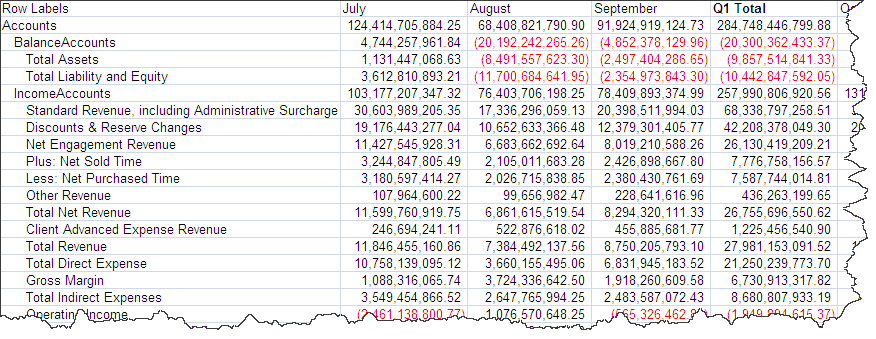 Row Labels July August September Q1 Total
Accounts 124,414,705,884.25 68,408,821,790.90 91,924,919,124.73 284,748,446,799.88
BalanceAccounts 4,744,257,961.84 (20,192,242,265.26) (4,852,378,129.96) (20,300,362,433.37)
Total Assets 1,131,447,068.63 (8,491,557,623.30) (2,497,404,286.65) (9,857,514,841.33)
Total Liability and Equity 3,612,810,893.21 (11,700,684,641.95) (2,354,973,843.30) (10,442,847,592.05)
IncomeAccounts 103,177,207,347.32 76,403,706,198.25 78,409,893,374.99 257,990,806,920.56 131
Standard Revenue, including Administrative Surcharge 30,603,989,205.35 17,336,296,059.13 20,398,511,994.03 68,338,797,258.51
Discounts & Reserve Changes 19,176,443,277.04 10,652,633,366.48 12,379,301,405.77 42,208,378,049.30
Net Engagement Revenue 11,427,545,928.31 6,683,662,692.64 8,019,210,588.26 26,130,419,209.21
Plus: Net Sold Time 3,244,847,805.49 2,105,011,683.28 2,426,898,667.80 7,776,758,156.57
Less: Net Purchased Time 3,180,597,414.27 2,026,715,838.85 2,380,430,761.69 7,587,744,014.81
Other Revenue 107,964,600.22 99,656,982.47 228,641,616.96 436,263,199.65
Total Net Revenue 11,599,760,919.75 6,861,615,519.54 8,294,320,111.33 26,755,696,550.62
Client Advanced Expense Revenue 246,694,241.11 522,876,618.02 455,885,681.77 1,225,456,540.90
Total Revenue 11,846,455,160.86 7,384,492,137.56 8,750,205,793.10 27,981,153,091.52
Total Direct Expense 10,758,139,095.12 3,660,155,495.06 6,831,945,183.52 21,250,239,773.70
Gross Margin 1,088,316,065.74 3,724,336,642.50 1,918,260,609.58 6,730,913,317.82
Total Indirect Expenses 3,549,454,866.52 2,647,765,994.25 2,483,587,072.43 8,680,807,933.19
Operating Income 1,076,570,648.25